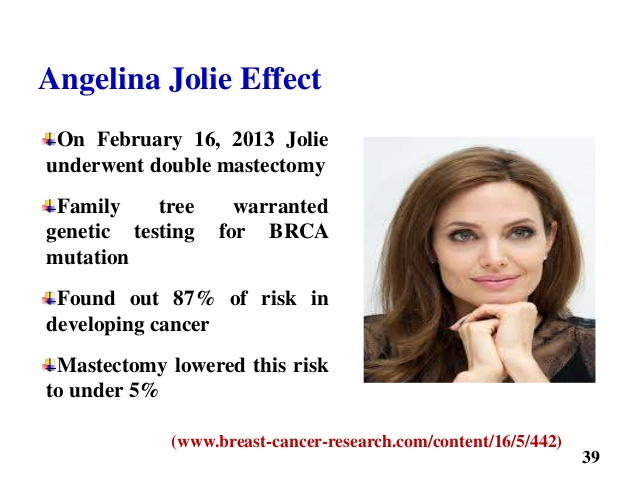 Angelina Jolie Effect
On February 16, 2013 Jolie
underwent double mastectomy
Family tree warranted
genetic testing for BRCA
mutation
Found out 87% of risk in
developing cancer
Mastectomy lowered this risk
to under 5%
(www.breast-cancer-research.com/content/16/5/442)
39